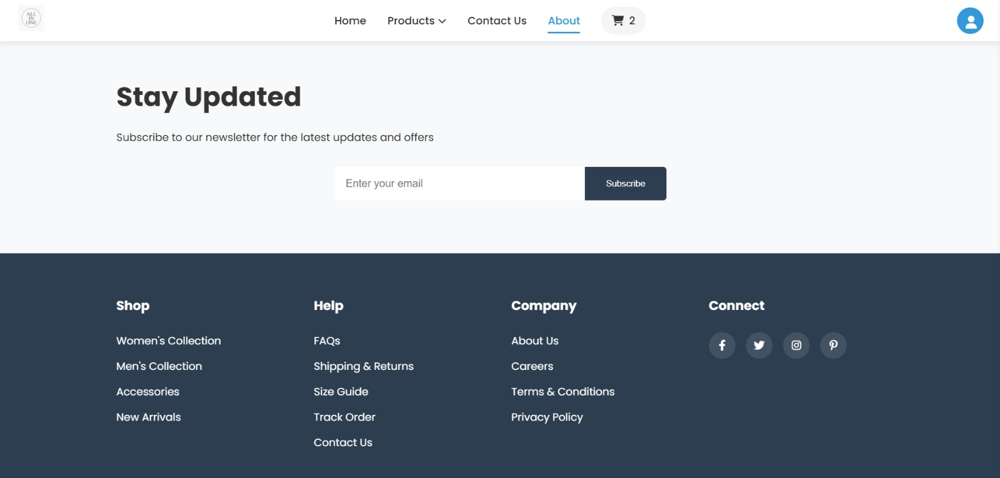 ALL
IN
ONE
Home
Products
Contact Us
About
2
Stay Updated
Subscribe to our newsletter for the latest updates and offers
Enter your email
Subscribe
Shop
Women's Collection
Men's Collection
Accessories
New Arrivals
Help
FAQs
Shipping & Returns
Size Guide
Track Order
Contact Us
Company
About Us
Careers
Terms & Conditions
Privacy Policy
Connect